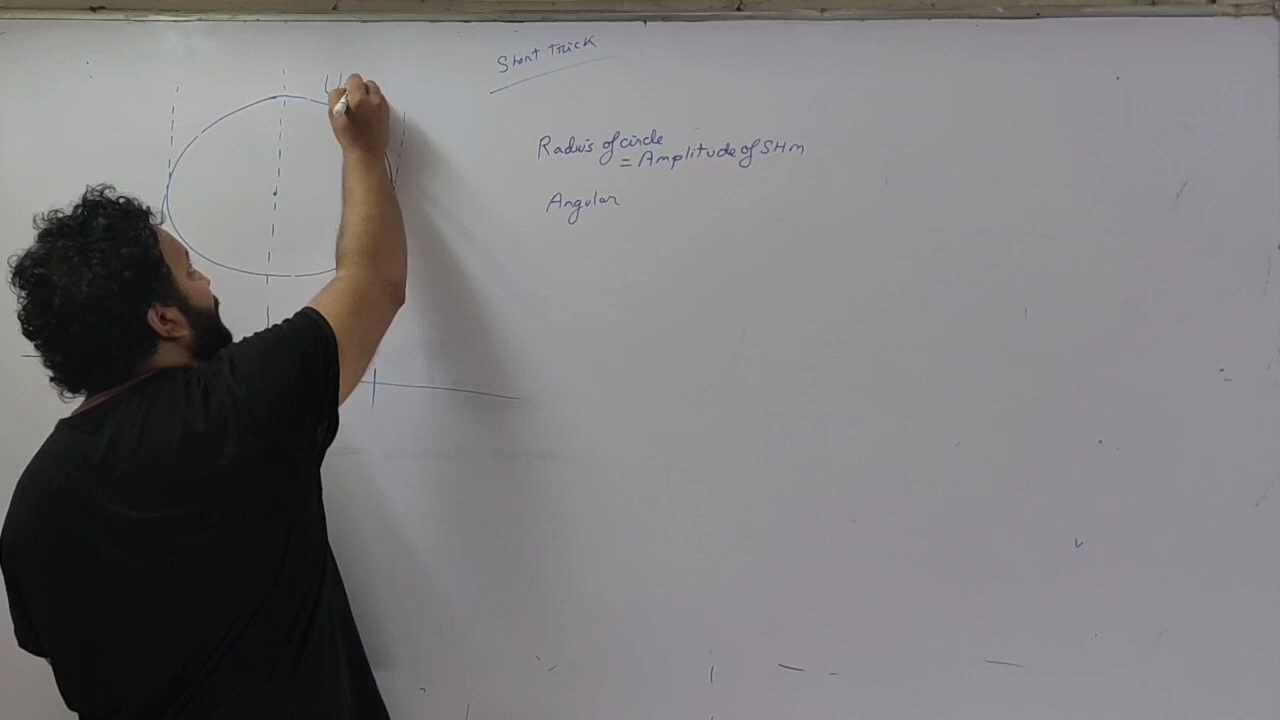 Short trick
Radius of circle
= Amplitude of SHM
Angular